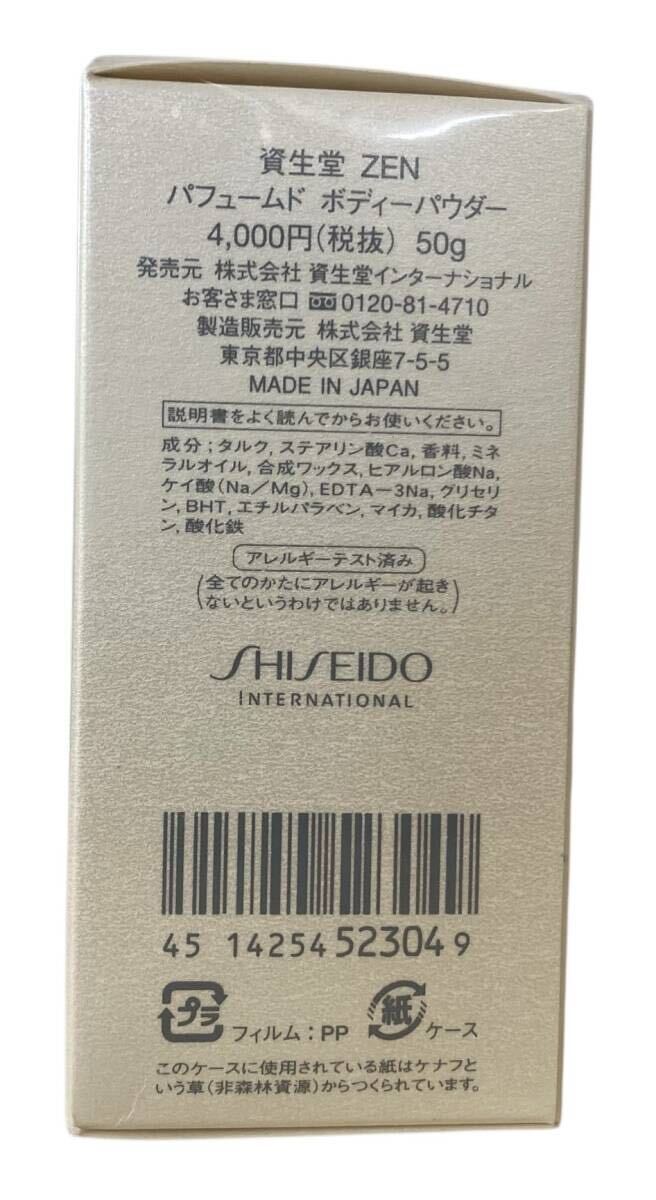 資生堂 ZEN
パフュームド ボディーパウダー
4,000円(税抜) 50g
発売元 株式会社 資生堂インターナショナル
お客さま窓口 0120-81-4710
製造販売元 株式会社 資生堂
東京都中央区銀座7-5-5
MADE IN JAPAN
説明書をよく読んでからお使いください。
成分;タルク,ステアリン酸Ca,香料,ミネ
ラルオイル,合成ワックス,ヒアルロン酸Na,
ケイ酸(Na/Mg),EDTA-3Na,グリセリ
ン,BHT,エチルパラベン,マイカ,酸化チタ
ン,酸化鉄
アレルギーテスト済み
(全てのかたにアレルギーが起き
ないというわけではありません。)
SHISEIDO
INTERNATIONAL
45 14254 52304 9
プラ フィルム:PP 紙 ケース
このケースに使用されている紙はケナフと
いう草(非森林資源)からつくられています。